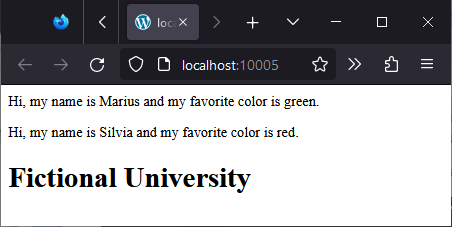 loc
localhost:10005
Hi, my name is Marius and my favorite color is green.
Hi, my name is Silvia and my favorite color is red.
Fictional University